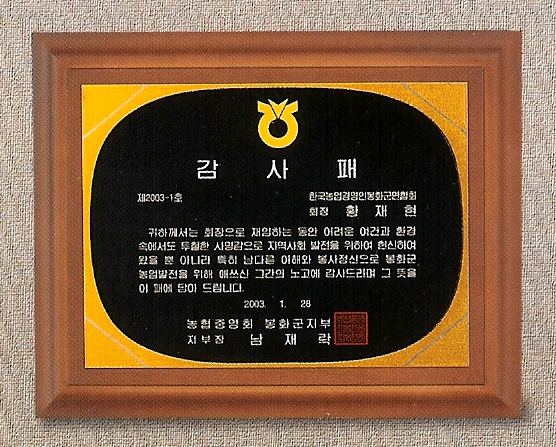 감 사 패
제2003-1호
한국농업경영인봉화군연합회
회장 황 재 현
귀하께서는 회장으로 재임하는 동안 어려운 여건과 환경
속에서도 투철한 사명감으로 지역사회 발전을 위하여 헌신하여
왔을 뿐 아니라 특히 남다른 이해와 봉사정신으로 봉화군
농업발전을 위해 애쓰신 그간의 노고에 감사드리며 그 뜻을
이 패에 담아 드립니다.
2003. 1. 28
농협중앙회 봉화군지부
지부장 남 재 락